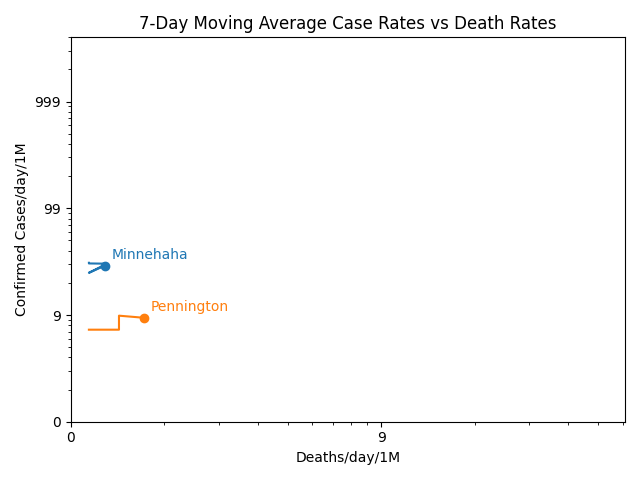 7-Day Moving Average Case Rates vs Death Rates
Confirmed Cases/day/1M
999
99
9
0
Minnehaha
Pennington
0
9
Deaths/day/1M